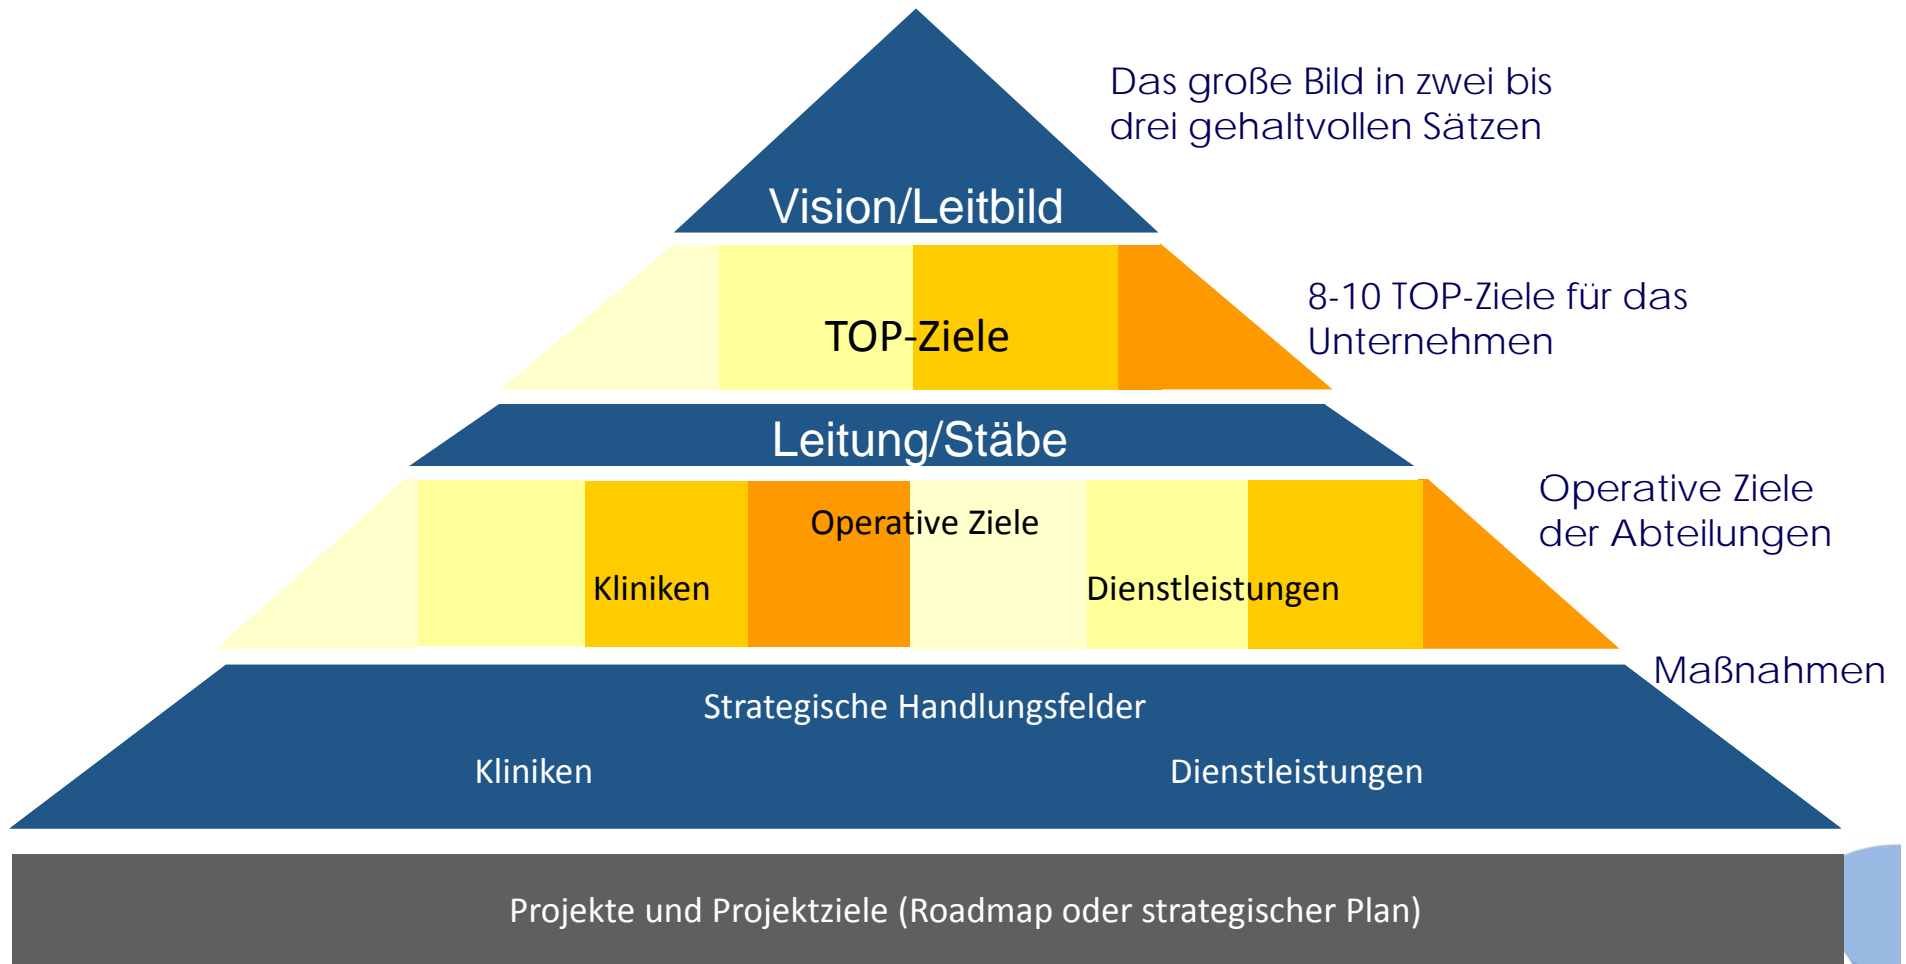 Das große Bild in zwei bis
drei gehaltvollen Sätzen
Vision/Leitbild
8-10 TOP-Ziele für das
Unternehmen
TOP-Ziele
Leitung/Stäbe
Operative Ziele
der Abteilungen
Operative Ziele
Kliniken
Dienstleistungen
Maßnahmen
Strategische Handlungsfelder
Kliniken
Dienstleistungen
Projekte und Projektziele (Roadmap oder strategischer Plan)